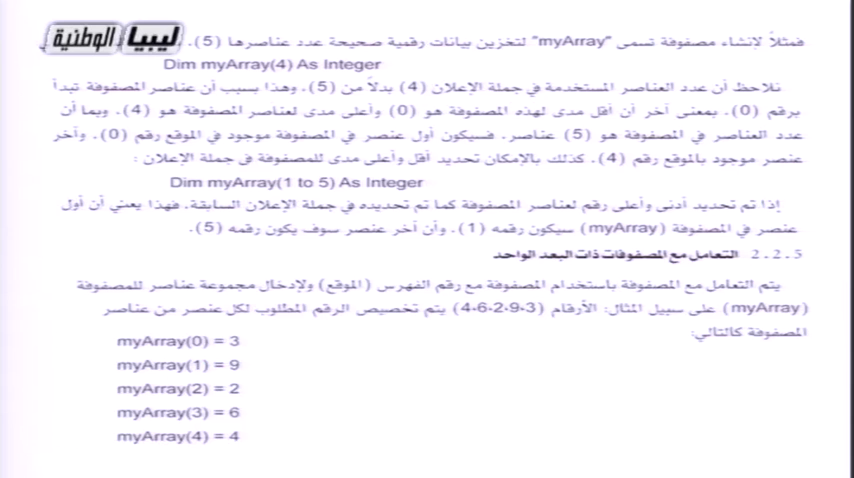 ليبيا الوطنية
فمثلاً لإنشاء مصفوفة تسمى "myArray" لتخزين بيانات رقمية صحيحة عدد عناصرها (5).
Dim myArray(4) As Integer
نلاحظ أن عدد العناصر المستخدمة في جملة الإعلان (4) بدلاً من (5). وهذا بسبب أن عناصر المصفوفة تبدأ
برقم (0). بمعنى آخر أن أقل مدى لهذه المصفوفة هو (0) وأعلى مدى لعناصر المصفوفة هو (4). وبما أن
عدد العناصر في المصفوفة هو (5) عناصر. فسيكون أول عنصر في المصفوفة موجود في الموقع رقم (0). وآخر
عنصر موجود بالموقع رقم (4). كذلك بالإمكان تحديد أقل وأعلى مدى للمصفوفة في جملة الإعلان :
Dim myArray(1 to 5) As Integer
إذا تم تحديد أدنى وأعلى رقم لعناصر المصفوفة كما تم تحديده في جملة الإعلان السابقة. فهذا يعني أن أول
عنصر في المصفوفة (myArray) سيكون رقمه (1). وأن آخر عنصر سوف يكون رقمه (5).
2.2.5 التعامل مع المصفوفات ذات البعد الواحد
يتم التعامل مع المصفوفة باستخدام المصفوفة مع رقم الفهرس (الموقع) ولإدخال مجموعة عناصر للمصفوفة
(myArray) على سبيل المثال: الأرقام (3،9،2،6،4) يتم تخصيص الرقم المطلوب لكل عنصر من عناصر
المصفوفة كالتالي:
myArray(0) = 3
myArray(1) = 9
myArray(2) = 2
myArray(3) = 6
myArray(4) = 4